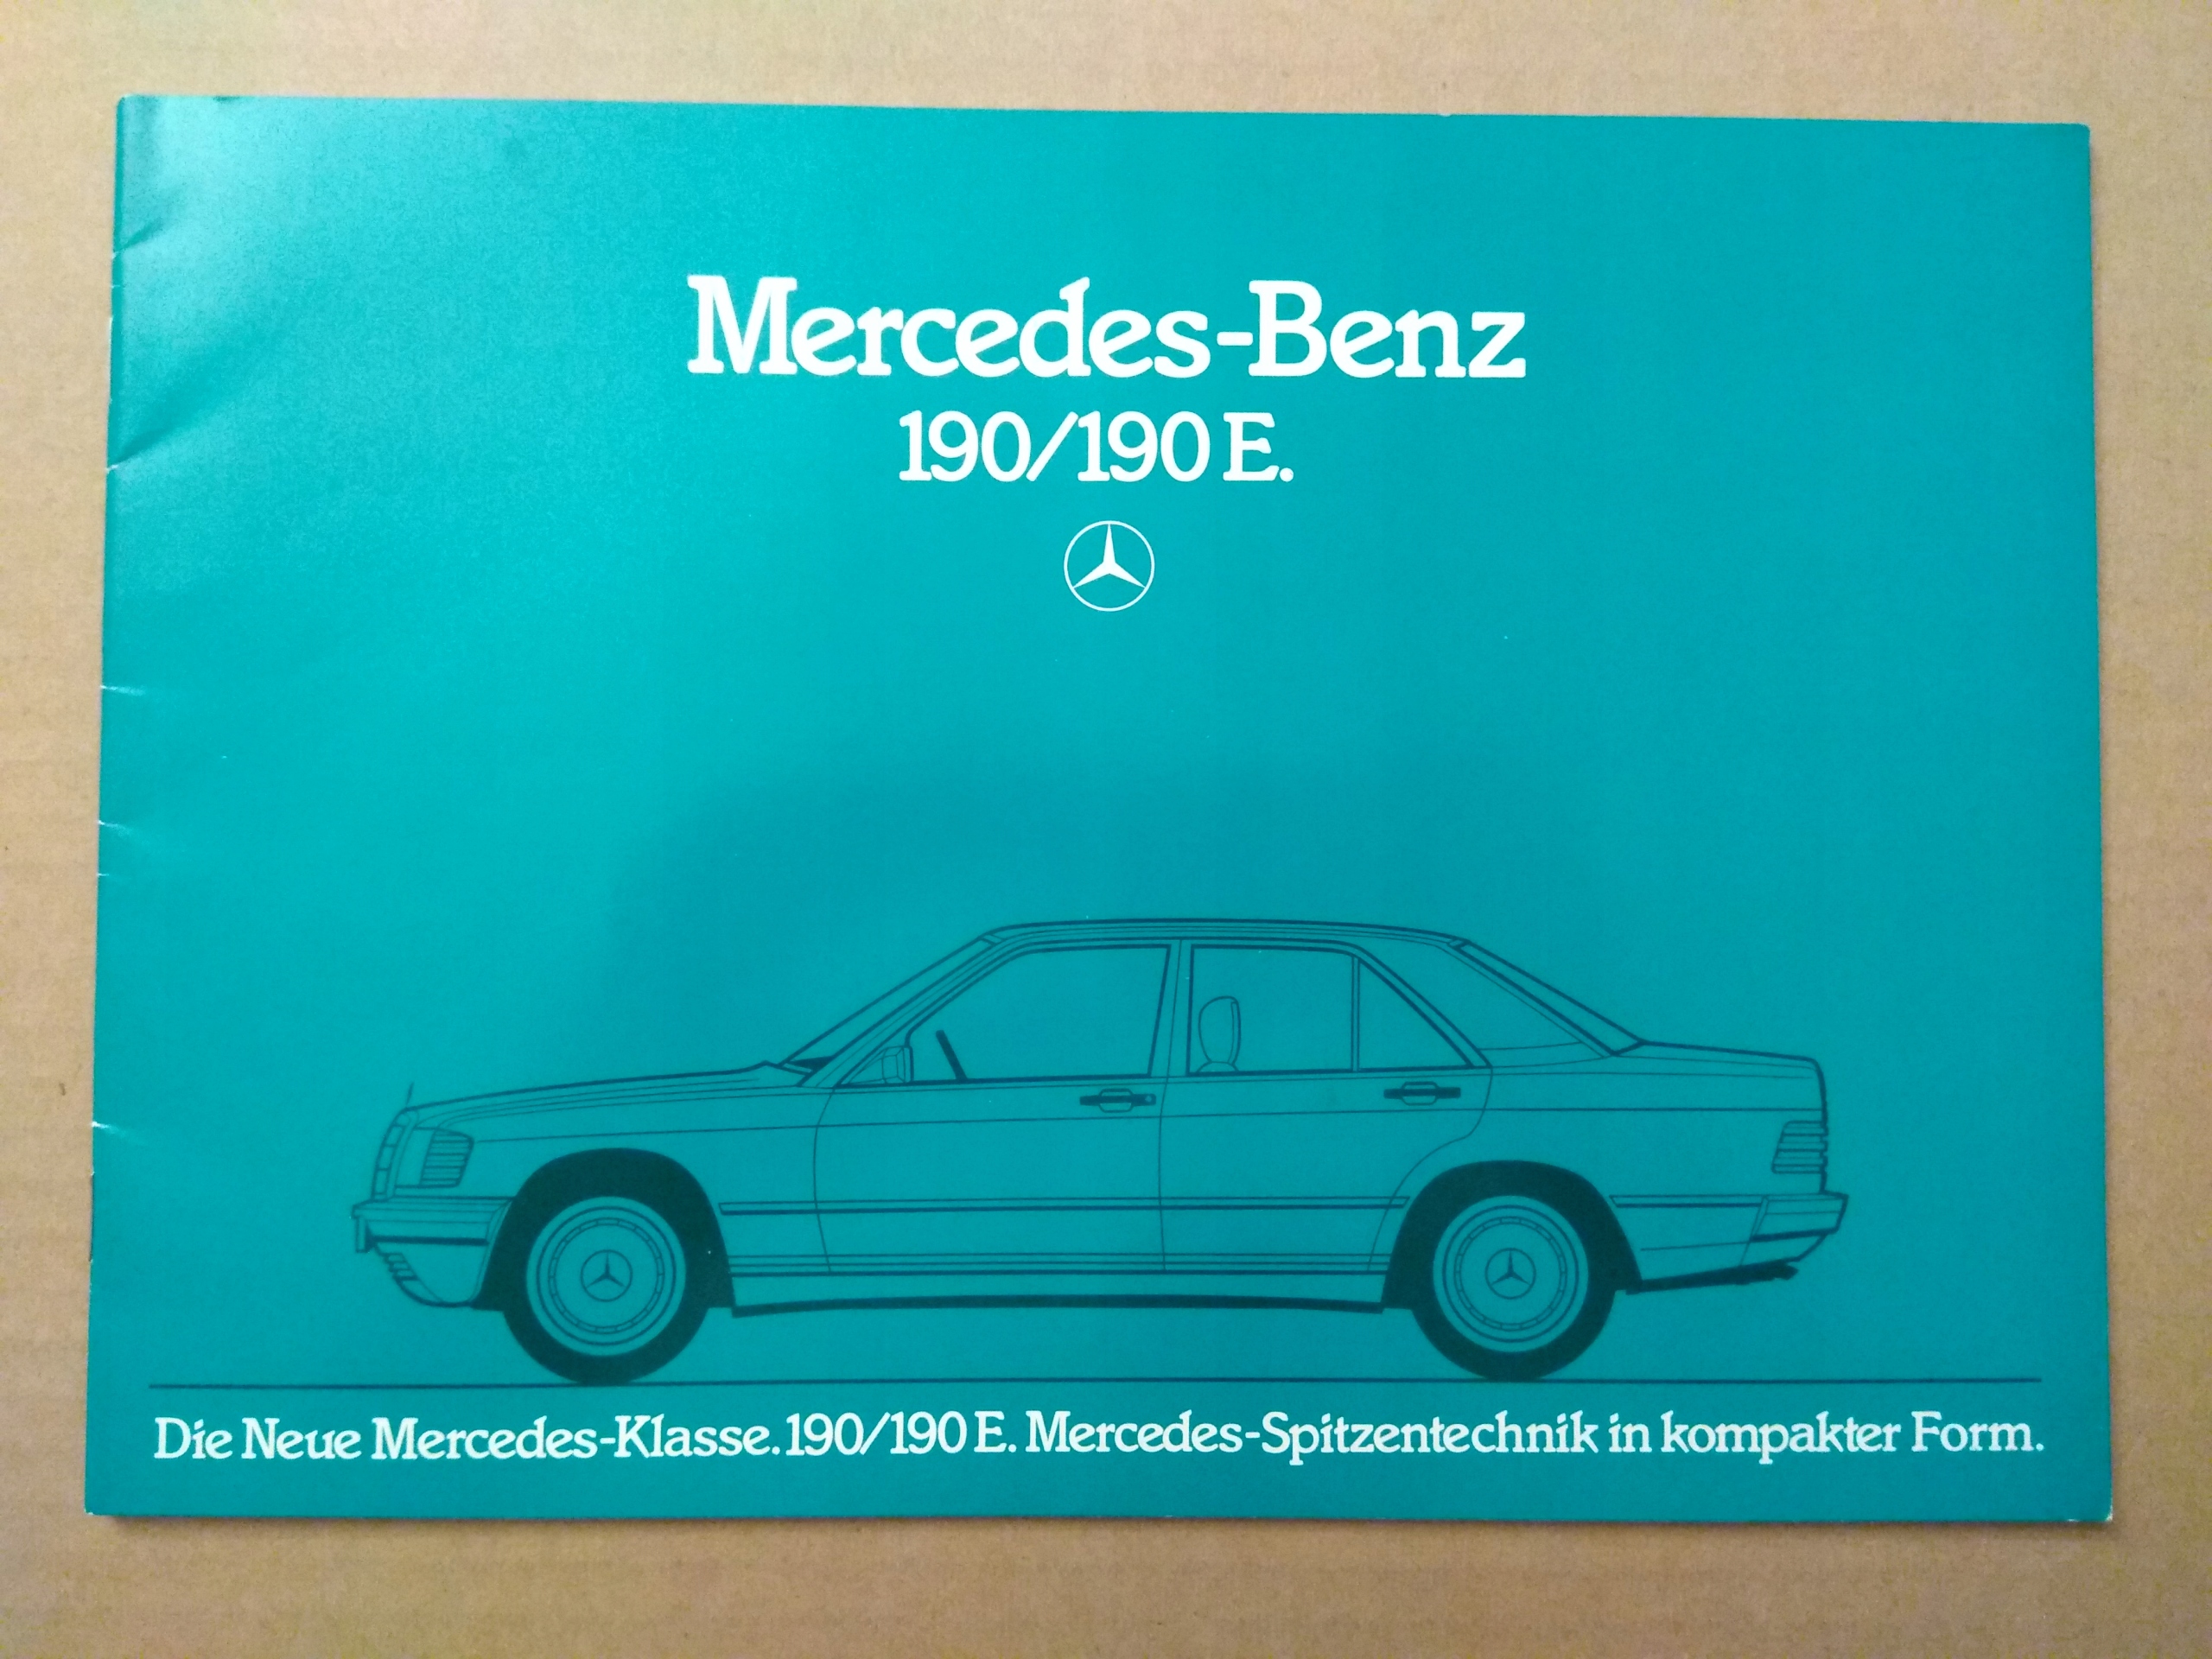 Mercedes-Benz
190/190 E.
Die Neue Mercedes-Klasse. 190/190 E. Mercedes-Spitzentechnik in kompakter Form.